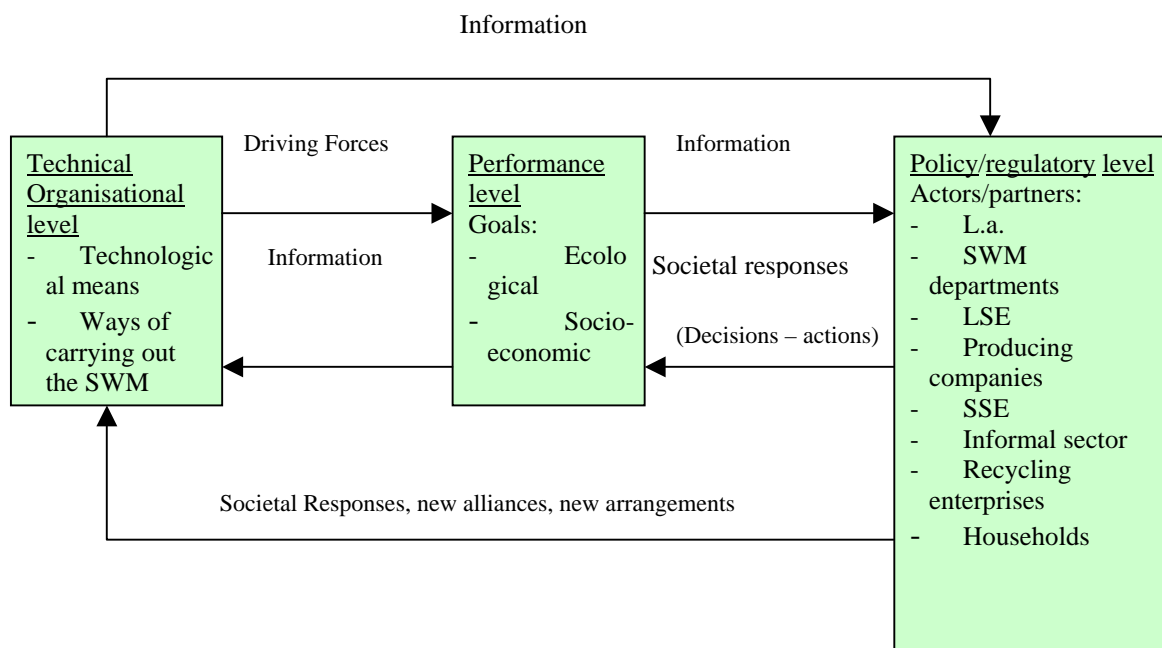 Information
Driving Forces
Information
Technical
Organisational
level
- Technologic
al means
- Ways of
carrying out
the SWM
Information
Performance
level
Goals:
- Ecolo
gical
- Socio-
economic
Societal responses
(Decisions – actions)
Policy/regulatory level
Actors/partners:
- L.a.
- SWM
departments
- LSE
- Producing
companies
- SSE
- Informal sector
- Recycling
enterprises
- Households
Societal Responses, new alliances, new arrangements